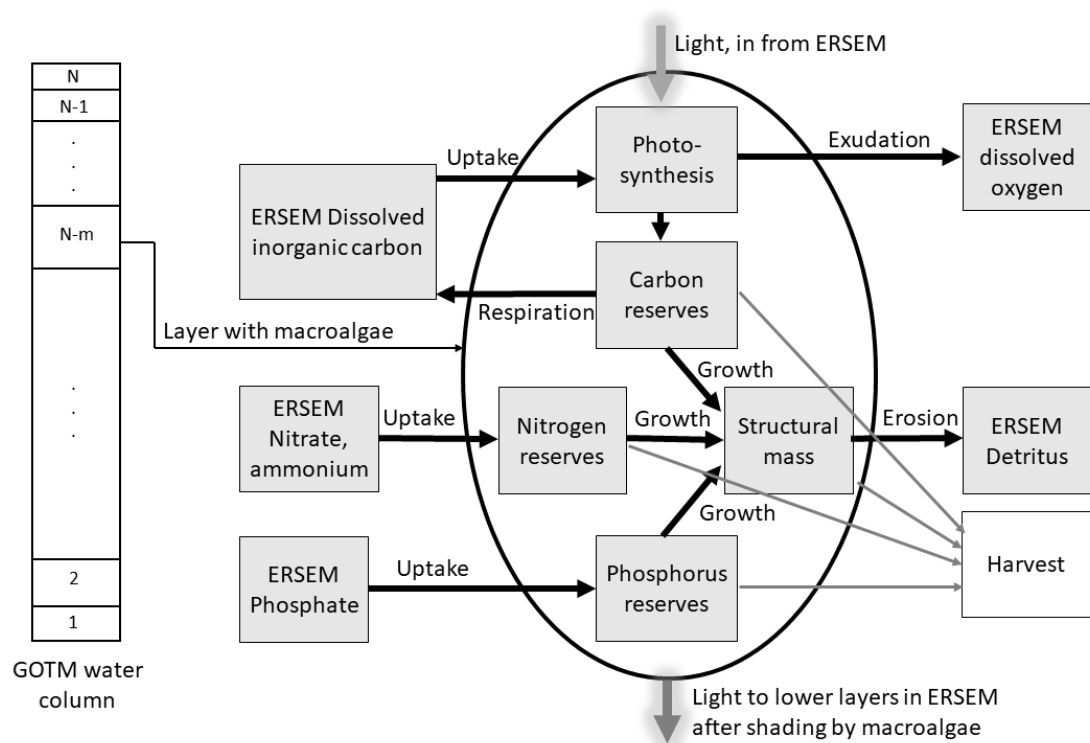 Light, in from ERSEM
N
N-1
.
.
.
N-m
.
.
.
2
1
GOTM water
column
Layer with macroalgae
ERSEM Dissolved
inorganic carbon
Uptake
Photo-
synthesis
Exudation
ERSEM
dissolved
oxygen
Respiration
Carbon
reserves
Growth
ERSEM
Nitrate,
ammonium
Uptake
Nitrogen
reserves
Growth
Structural
mass
Erosion
ERSEM
Detritus
Growth
ERSEM
Phosphate
Uptake
Phosphorus
reserves
Harvest
Light to lower layers in ERSEM
after shading by macroalgae